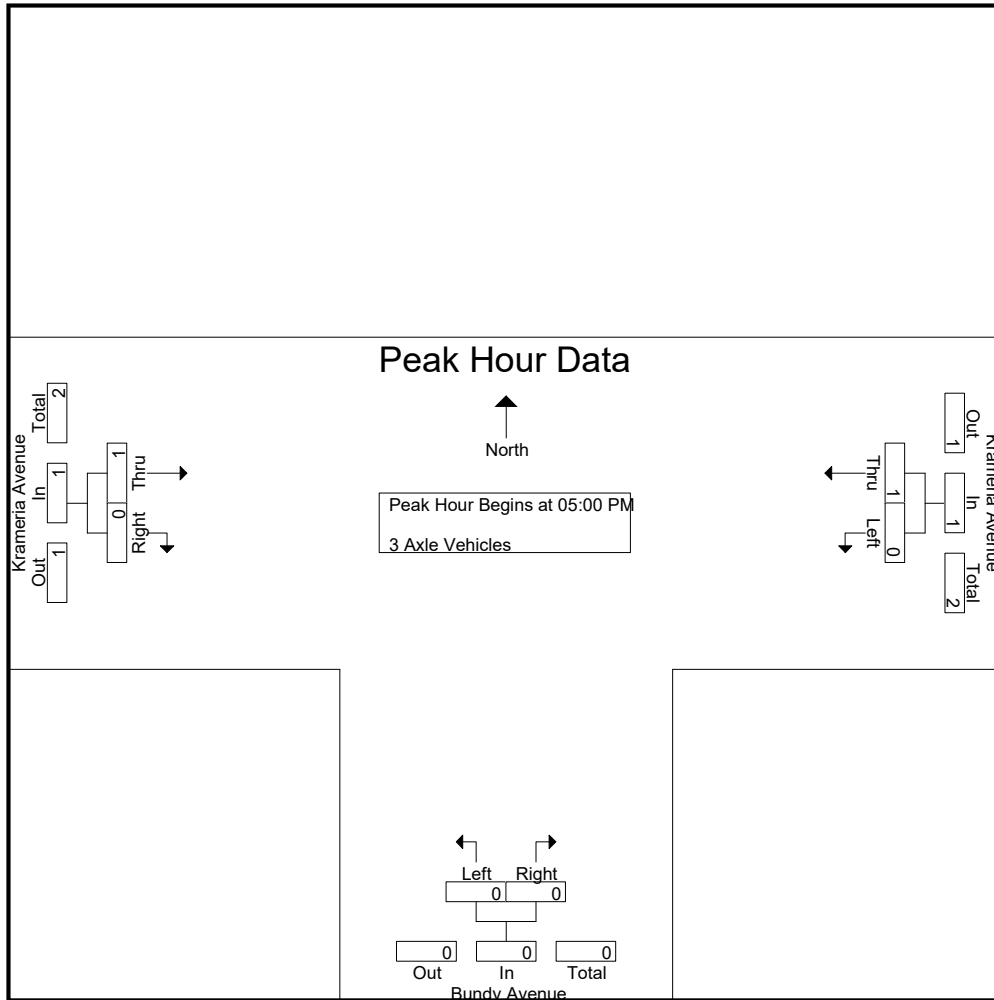 Peak Hour Data
North
Peak Hour Begins at 05:00 PM
3 Axle Vehicles
Krameria Avenue
Total
2
In
1
Out
1
Thru
1
Right
0
Krameria Avenue
Out
1
In
1
Total
2
Thru
1
Left
0
Left Right
0 0
0 0 0
Out In Total
Bundy Avenue